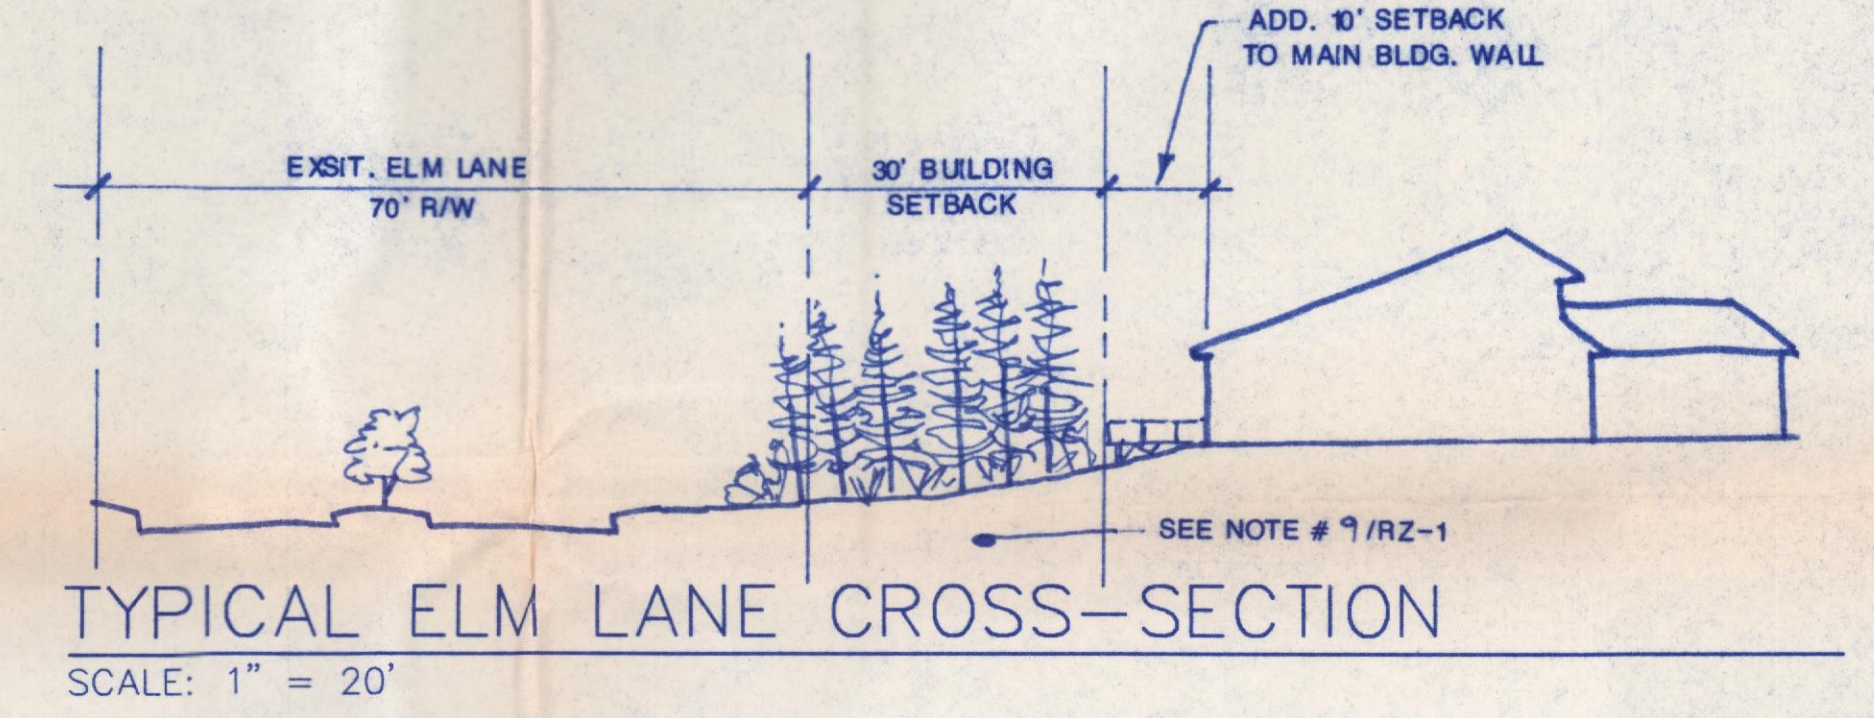 ADD. 10' SETBACK
TO MAIN BLDG. WALL
EXSIT. ELM LANE
70' R/W
30' BUILDING
SETBACK
SEE NOTE # 9/RZ-1
TYPICAL ELM LANE CROSS-SECTION
SCALE: 1" = 20'